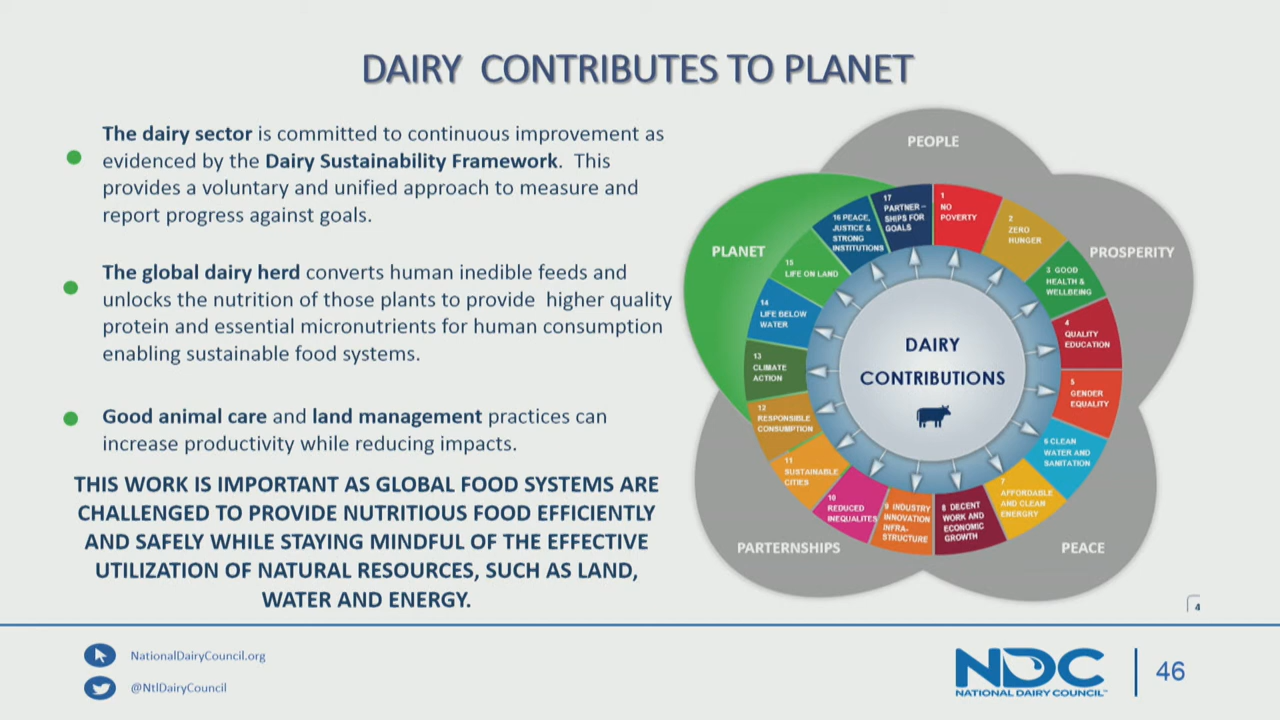 DAIRY CONTRIBUTES TO PLANET
The dairy sector is committed to continuous improvement as
evidenced by the Dairy Sustainability Framework. This
provides a voluntary and unified approach to measure and
report progress against goals.
The global dairy herd converts human inedible feeds and
unlocks the nutrition of those plants to provide higher quality
protein and essential micronutrients for human consumption
enabling sustainable food systems.
Good animal care and land management practices can
increase productivity while reducing impacts.
THIS WORK IS IMPORTANT AS GLOBAL FOOD SYSTEMS ARE
CHALLENGED TO PROVIDE NUTRITIOUS FOOD EFFICIENTLY
AND SAFELY WHILE STAYING MINDFUL OF THE EFFECTIVE
UTILIZATION OF NATURAL RESOURCES, SUCH AS LAND,
WATER AND ENERGY.
PEOPLE
PROSPERITY
PEACE
PARTERNSHIPS
PLANET
1
NO
POVERTY
2
ZERO
HUNGER
3 GOOD
HEALTH &
WELLBEING
4
QUALITY
EDUCATION
5
GENDER
EQUALITY
6 CLEAN
WATER AND
SANITATION
7
AFFORDABLE
AND CLEAN
ENERGRY
8 DECENT
WORK AND
ECONOMIC
GROWTH
9 INDUSTRY
INNOVATION
INFRA-
STRUCTURE
10
REDUCED
INEQUALITES
11
SUSTAINABLE
CITIES
12
RESPONSIBLE
CONSUMPTION
13
CLIMATE
ACTION
14
LIFE BELOW
WATER
15
LIFE ON LAND
16 PEACE,
JUSTICE &
STRONG
INSTITUTIONS
17
PARTNER–
SHIPS FOR
GOALS
DAIRY
CONTRIBUTIONS
4
NationalDairyCouncil.org
@NtlDairyCouncil
NDC
NATIONAL DAIRY COUNCIL™
46